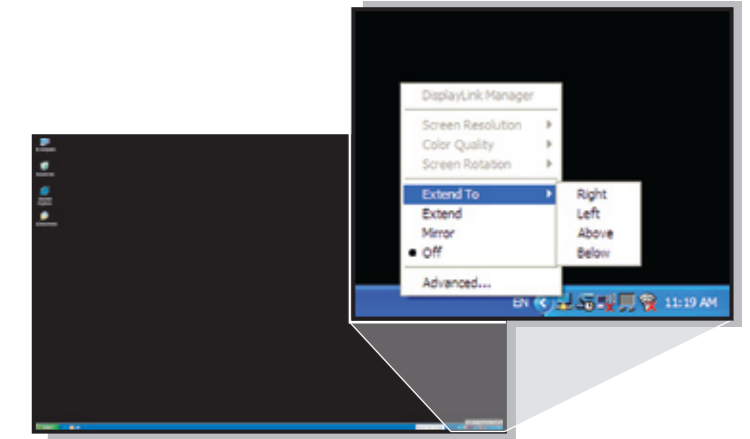 DisplayLink Manager
Screen Resolution
Color Quality
Screen Rotation
Extend To
Right
Extend
Left
Mirror
Above
Off
Below
Advanced...
EN
11:19 AM